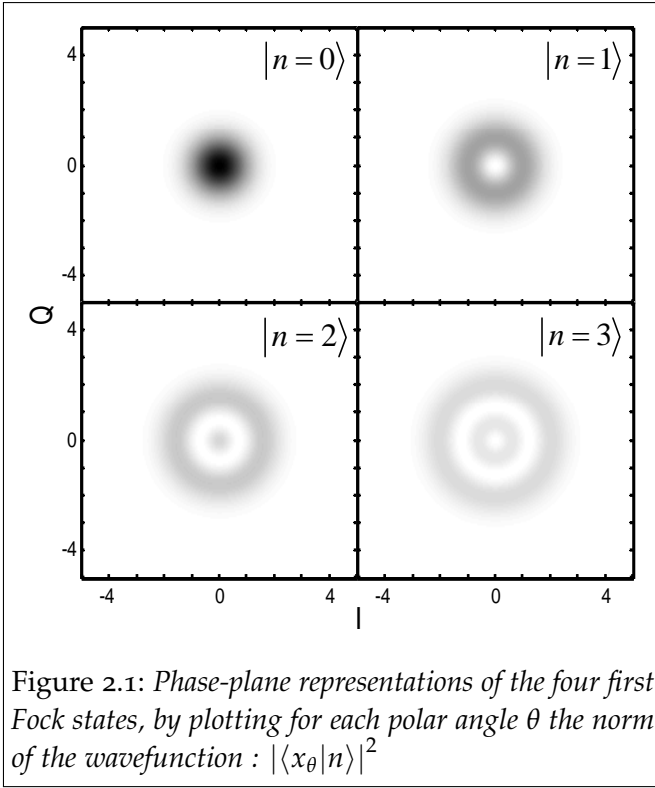 4
|n = 0⟩
|n = 1⟩
0
-4
Q
4
|n = 2⟩
|n = 3⟩
0
-4
-4 0 4 -4 0 4
I
Figure 2.1: Phase-plane representations of the four first
Fock states, by plotting for each polar angle θ the norm
of the wavefunction : |⟨xθ|n⟩|²